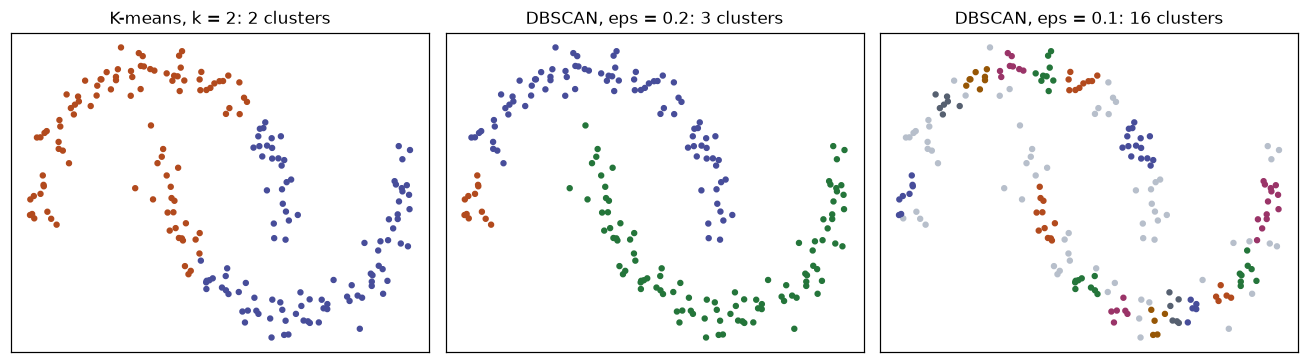 K-means, k = 2: 2 clusters
DBSCAN, eps = 0.2: 3 clusters
DBSCAN, eps = 0.1: 16 clusters